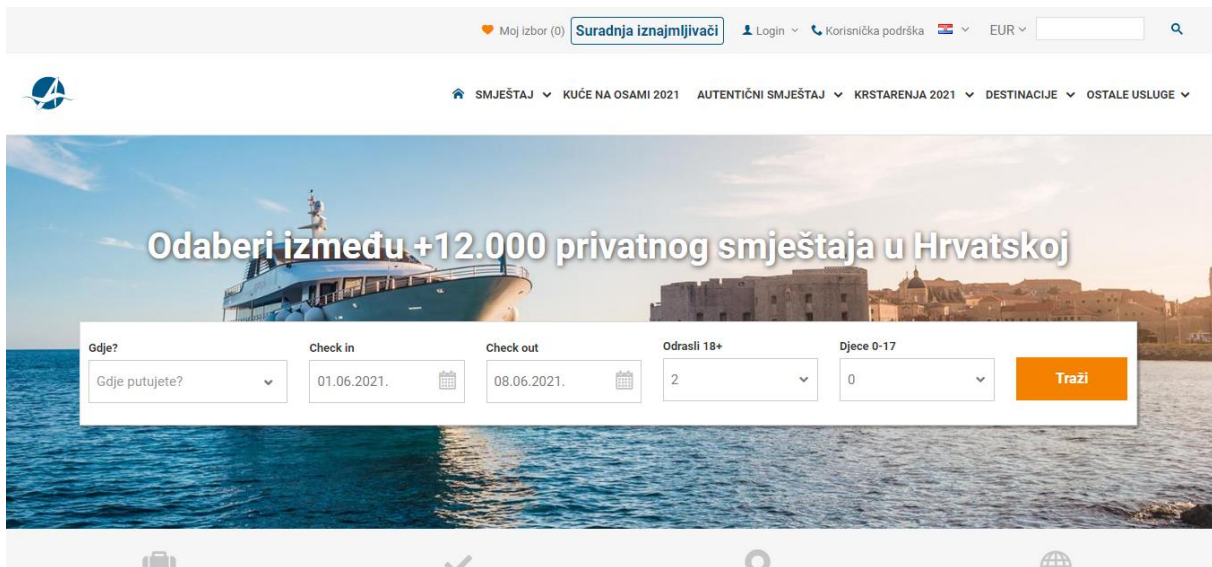 Moj izbor (0) Suradnja iznajmljivači Login Korisnička podrška EUR
SMJEŠTAJ KUĆE NA OSAMI 2021 AUTENTIČNI SMJEŠTAJ KRSTARENJA 2021 DESTINACIJE OSTALE USLUGE
Odaberi između +12.000 privatnog smještaja u Hrvatskoj
Gdje? Check in Check out Odrasli 18+ Djece 0-17
Gdje putujete? 01.06.2021. 08.06.2021. 2 0 Traži